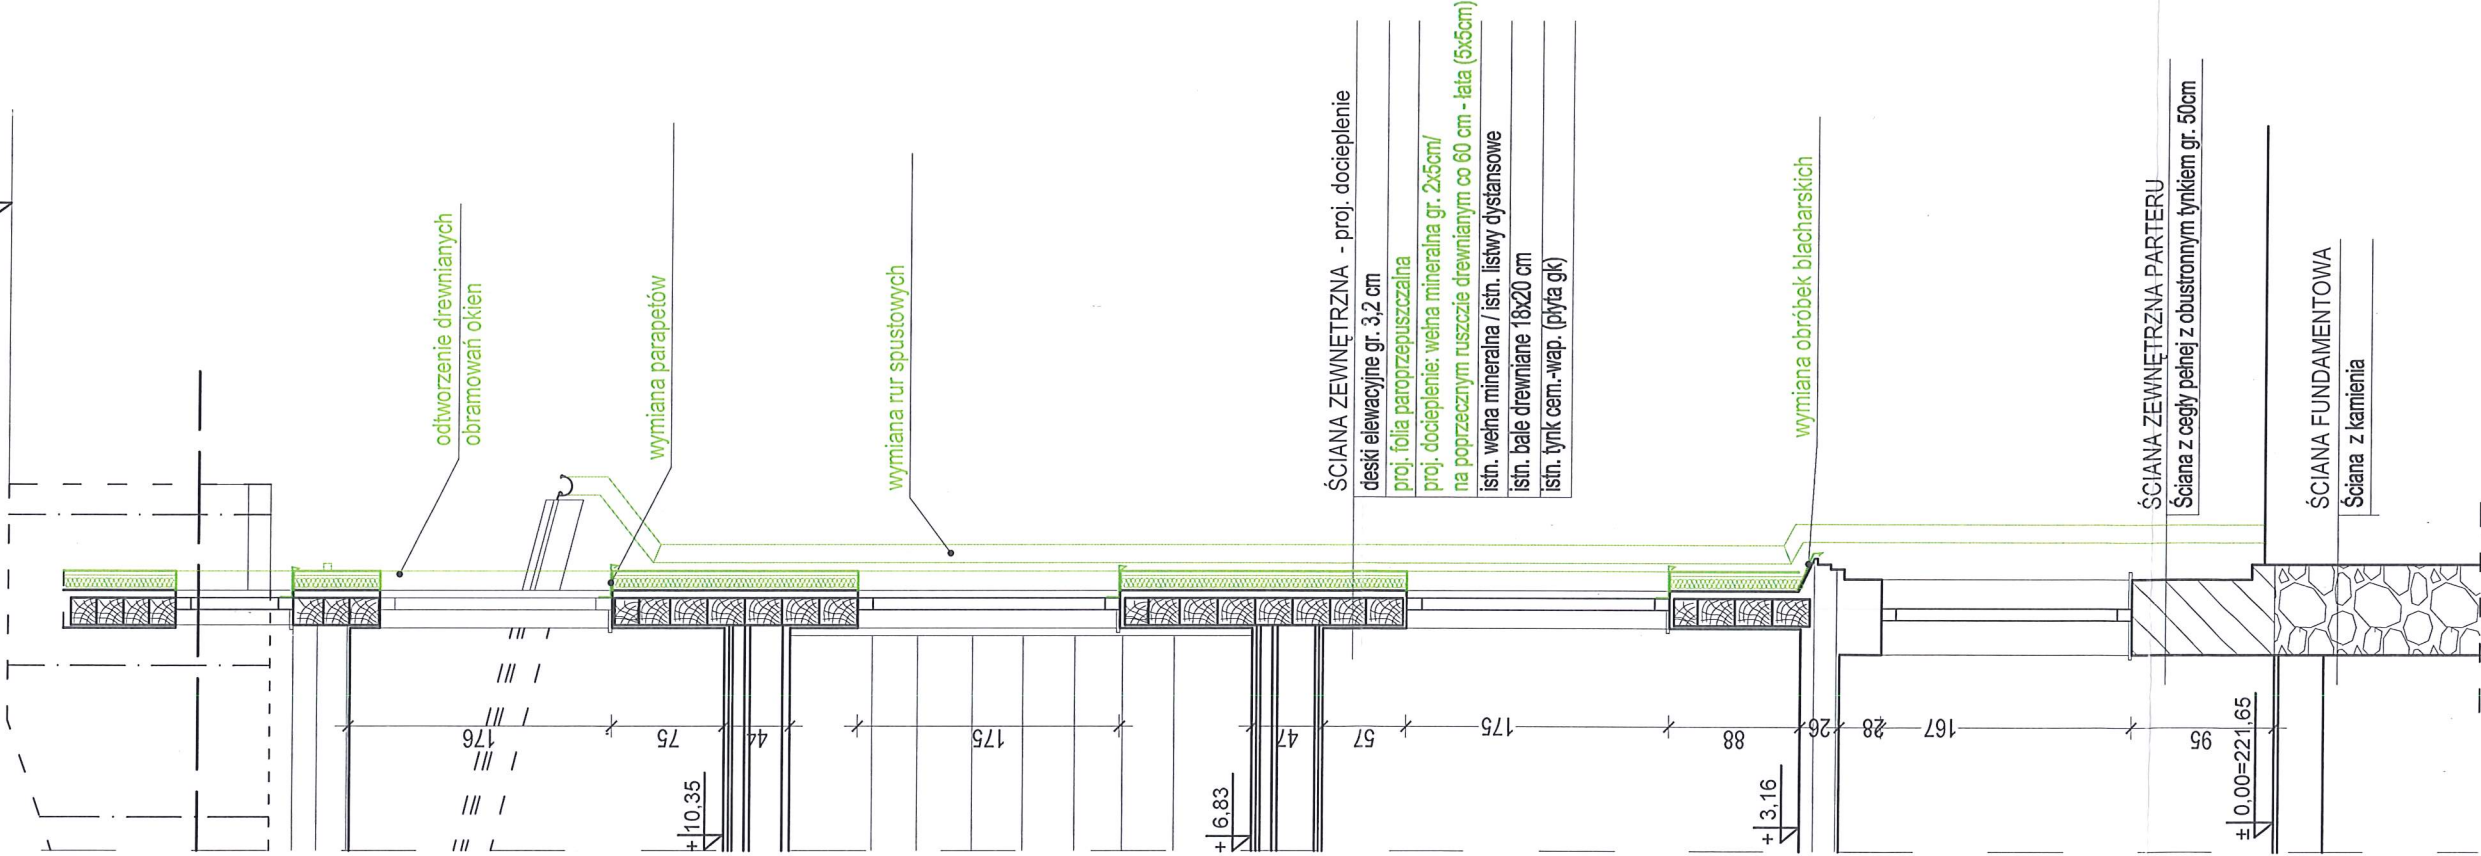 odtworzenie drewnianych
obramowań okien
wymiana parapetów
wymiana rur spustowych
ŚCIANA ZEWNĘTRZNA - proj. docieplenie
deski elewacyjne gr. 3,2 cm
proj. folia paroprzepuszczalna
proj. docieplenie: wełna mineralna gr. 2x5cm/
na poprzecznym ruszcie drewnianym co 60 cm - łata (5x5cm)
istn. wełna mineralna / istn. listwy dystansowe
istn. bale drewniane 18x20 cm
istn. tynk cem.-wap. (płyta gk)
wymiana obróbek blacharskich
ŚCIANA ZEWNĘTRZNA PARTERU
Ściana z cegły pełnej z obustronnym tynkiem gr. 50cm
ŚCIANA FUNDAMENTOWA
Ściana z kamienia
176
75
44
175
47
57
175
88
26
28
167
95
+10,35
+6,83
+3,16
±0,00=221,65